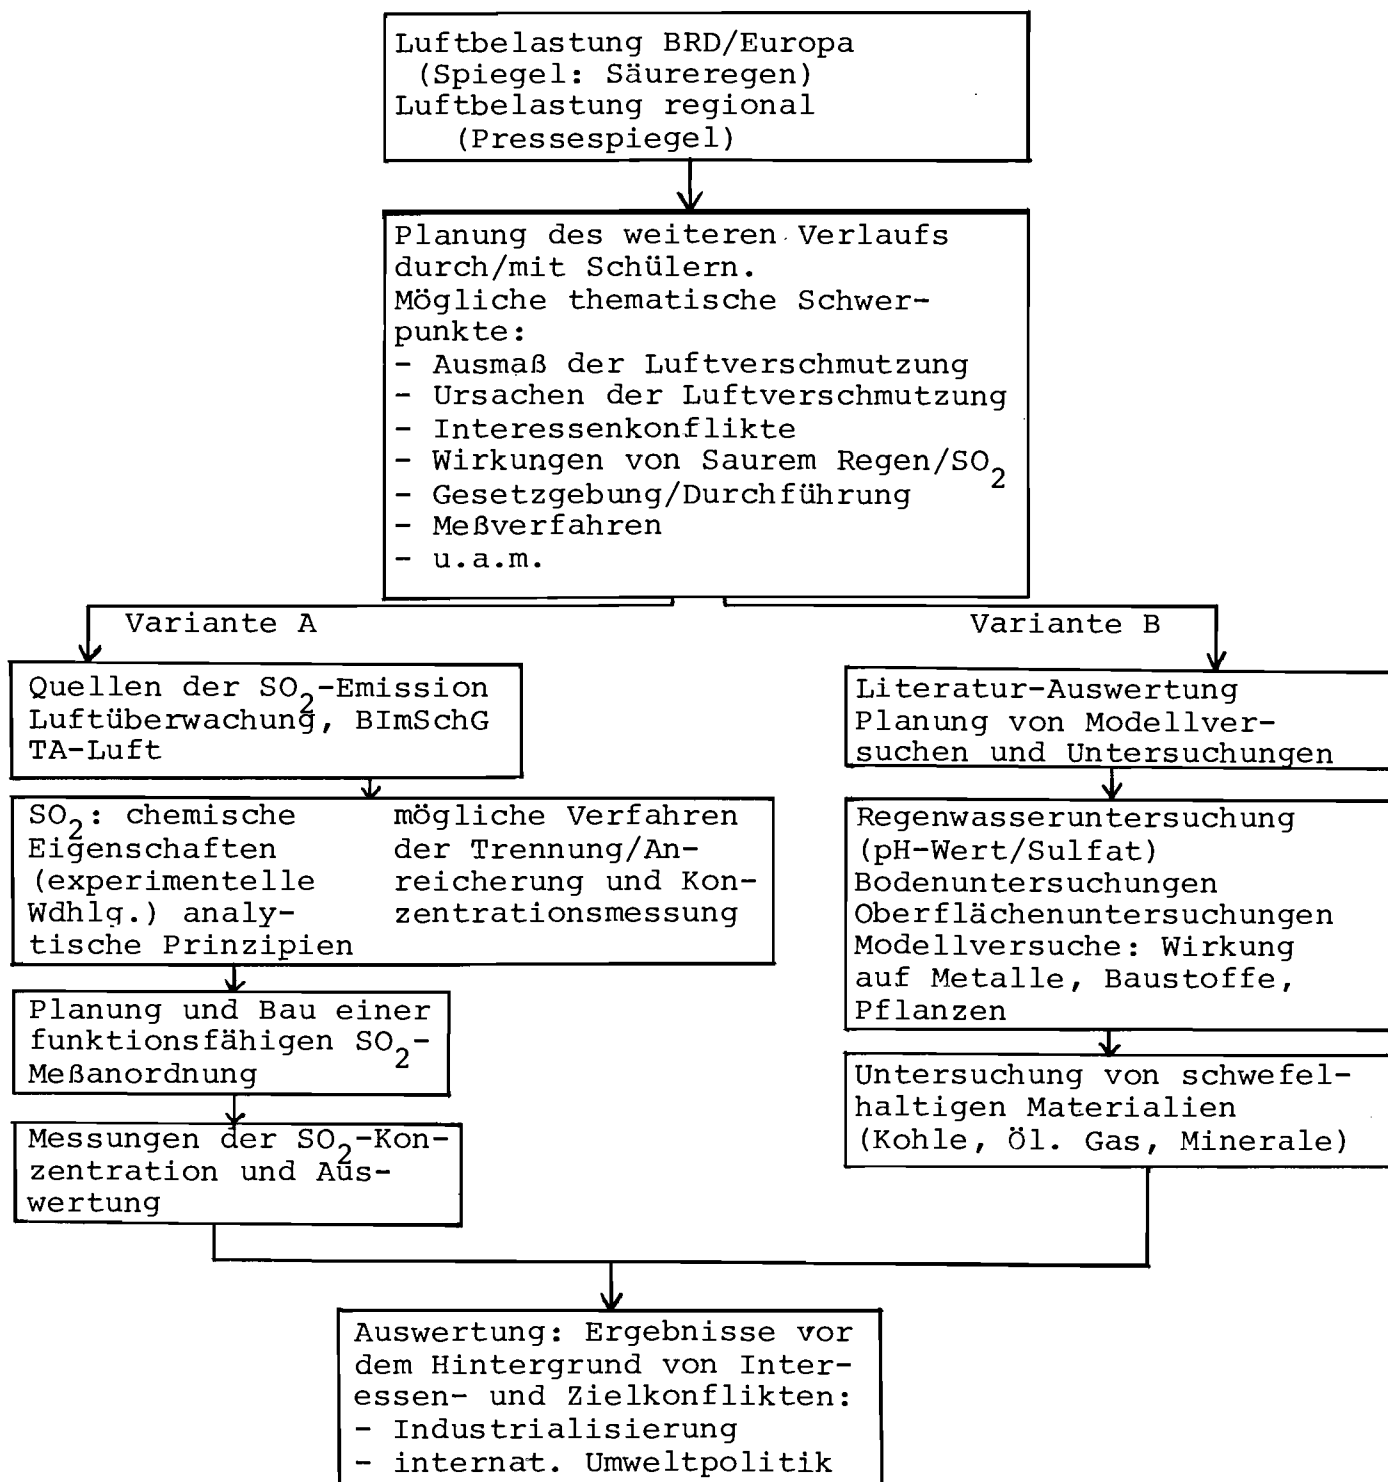 Luftbelastung BRD/Europa
(Spiegel: Säureregen)
Luftbelastung regional
(Pressespiegel)
Planung des weiteren Verlaufs
durch/mit Schülern.
Mögliche thematische Schwer-
punkte:
- Ausmaß der Luftverschmutzung
- Ursachen der Luftverschmutzung
- Interessenkonflikte
- Wirkungen von Saurem Regen/SO2
- Gesetzgebung/Durchführung
- Meßverfahren
- u.a.m.
Variante A
Quellen der SO2-Emission
Luftüberwachung, BImSchG
TA-Luft
SO2: chemische
Eigenschaften
(experimentelle
Wdhlg.) analy-
tische Prinzipien
mögliche Verfahren
der Trennung/An-
reicherung und Kon-
zentrationsmessung
Planung und Bau einer
funktionsfähigen SO2-
Meßanordnung
Messungen der SO2-Kon-
zentration und Aus-
wertung
Variante B
Literatur-Auswertung
Planung von Modellver-
suchen und Untersuchungen
Regenwasseruntersuchung
(pH-Wert/Sulfat)
Bodenuntersuchungen
Oberflächenuntersuchungen
Modellversuche: Wirkung
auf Metalle, Baustoffe,
Pflanzen
Untersuchung von schwefel-
haltigen Materialien
(Kohle, Öl. Gas, Minerale)
Auswertung: Ergebnisse vor
dem Hintergrund von Inter-
essen- und Zielkonflikten:
- Industrialisierung
- internat. Umweltpolitik